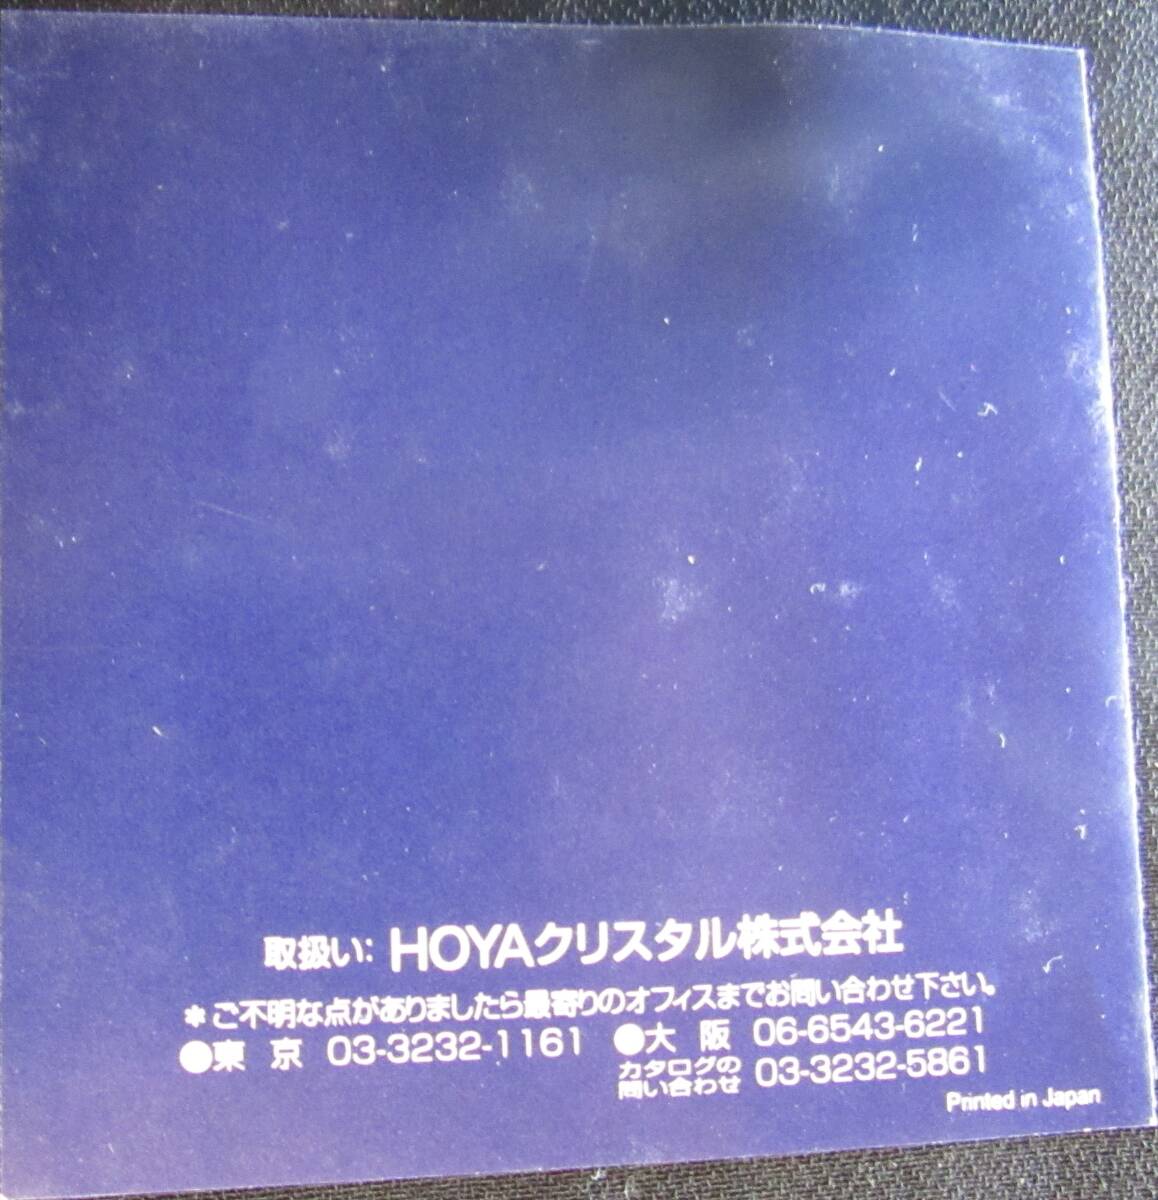 取扱い: HOYAクリスタル株式会社
＊ご不明な点がありましたら最寄りのオフィスまでお問い合わせ下さい。
●東 京 03-3232-1161 ●大 阪 06-6543-6221
カタログの
問い合わせ 03-3232-5861
Printed in Japan